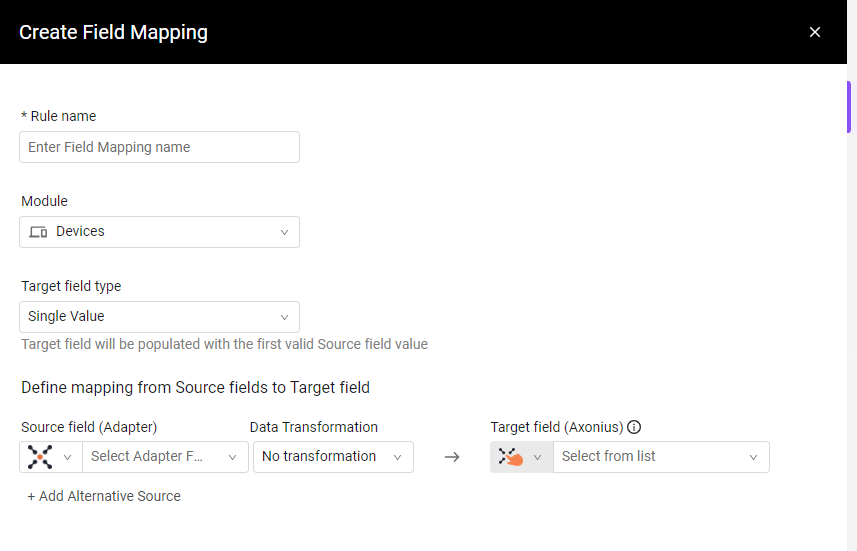 Create Field Mapping
* Rule name
Enter Field Mapping name
Module
Devices
Target field type
Single Value
Target field will be populated with the first valid Source field value
Define mapping from Source fields to Target field
Source field (Adapter) Data Transformation Target field (Axonius)
Select Adapter F... No transformation → Select from list
+ Add Alternative Source